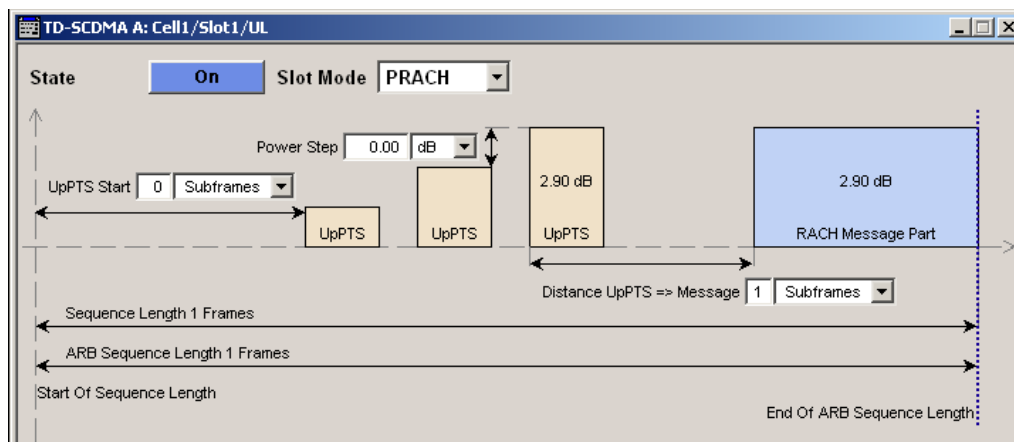 TD-SCDMA A: Cell1/Slot1/UL
State On Slot Mode PRACH
Power Step 0.00 dB
UpPTS Start 0 Subframes
2.90 dB 2.90 dB
UpPTS UpPTS UpPTS RACH Message Part
Distance UpPTS => Message 1 Subframes
Sequence Length 1 Frames
ARB Sequence Length 1 Frames
Start Of Sequence Length
End Of ARB Sequence Length